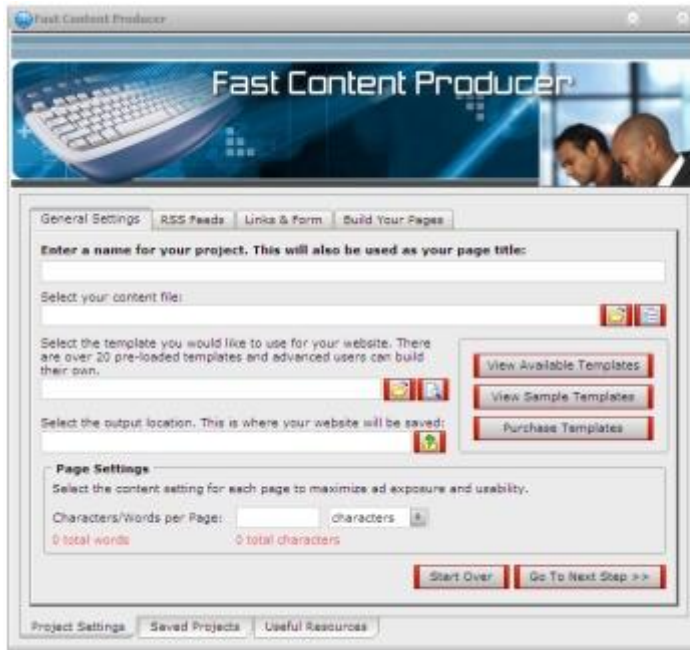 Fast Content Producer
Fast Content Producer
General Settings
RSS Feeds
Links & Form
Build Your Pages
Enter a name for your project. This will also be used as your page title:
Select your content file:
Select the template you would like to use for your website. There
are over 20 pre-loaded templates and advanced users can build
their own.
View Available Templates
View Sample Templates
Purchase Templates
Select the output location. This is where your website will be saved:
Page Settings
Select the content setting for each page to maximize ad exposure and usability.
Characters/Words per Page:
characters
0 total words
0 total characters
Start Over
Go To Next Step >>
Project Settings
Saved Projects
Useful Resources